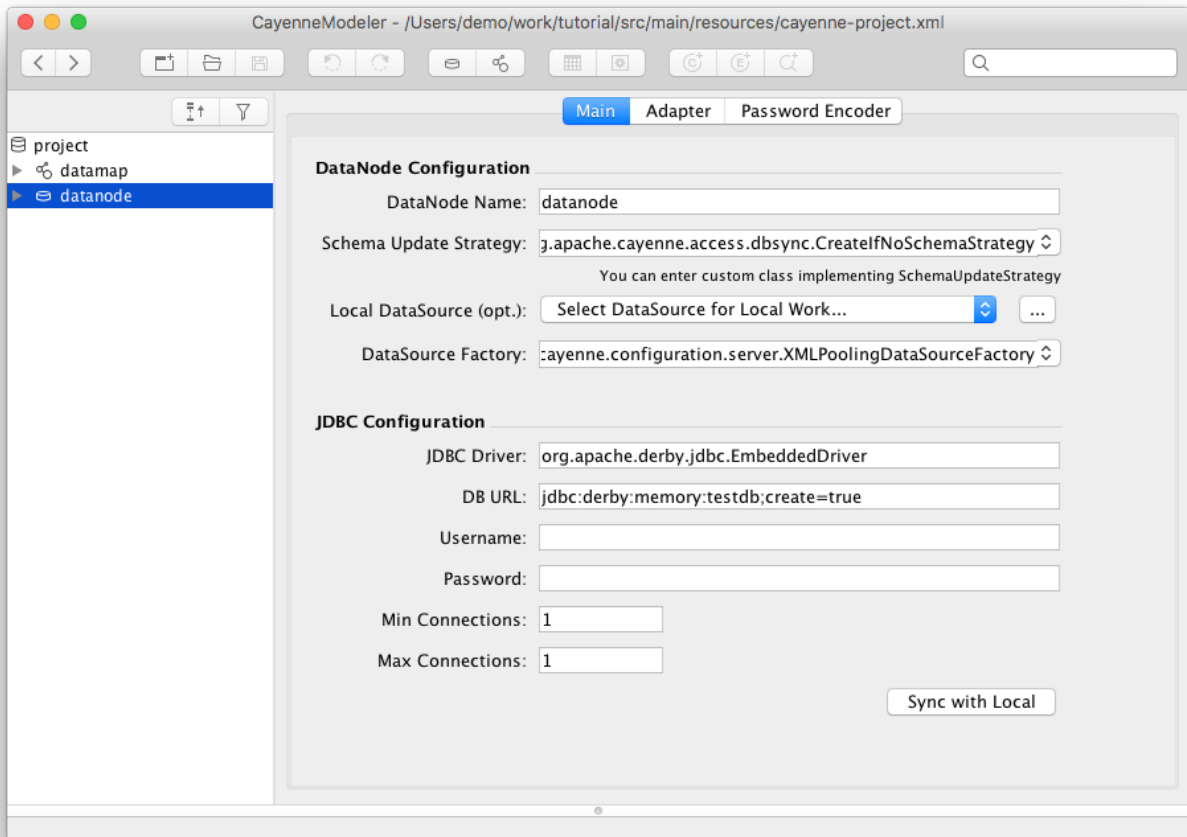 CayenneModeler - /Users/demo/work/tutorial/src/main/resources/cayenne-project.xml
Main Adapter Password Encoder
project
datamap
datanode
DataNode Configuration
DataNode Name: datanode
Schema Update Strategy: g.apache.cayenne.access.dbsync.CreateIfNoSchemaStrategy
You can enter custom class implementing SchemaUpdateStrategy
Local DataSource (opt.): Select DataSource for Local Work... ...
DataSource Factory: cayenne.configuration.server.XMLPoolingDataSourceFactory
JDBC Configuration
JDBC Driver: org.apache.derby.jdbc.EmbeddedDriver
DB URL: jdbc:derby:memory:testdb;create=true
Username:
Password:
Min Connections: 1
Max Connections: 1
Sync with Local